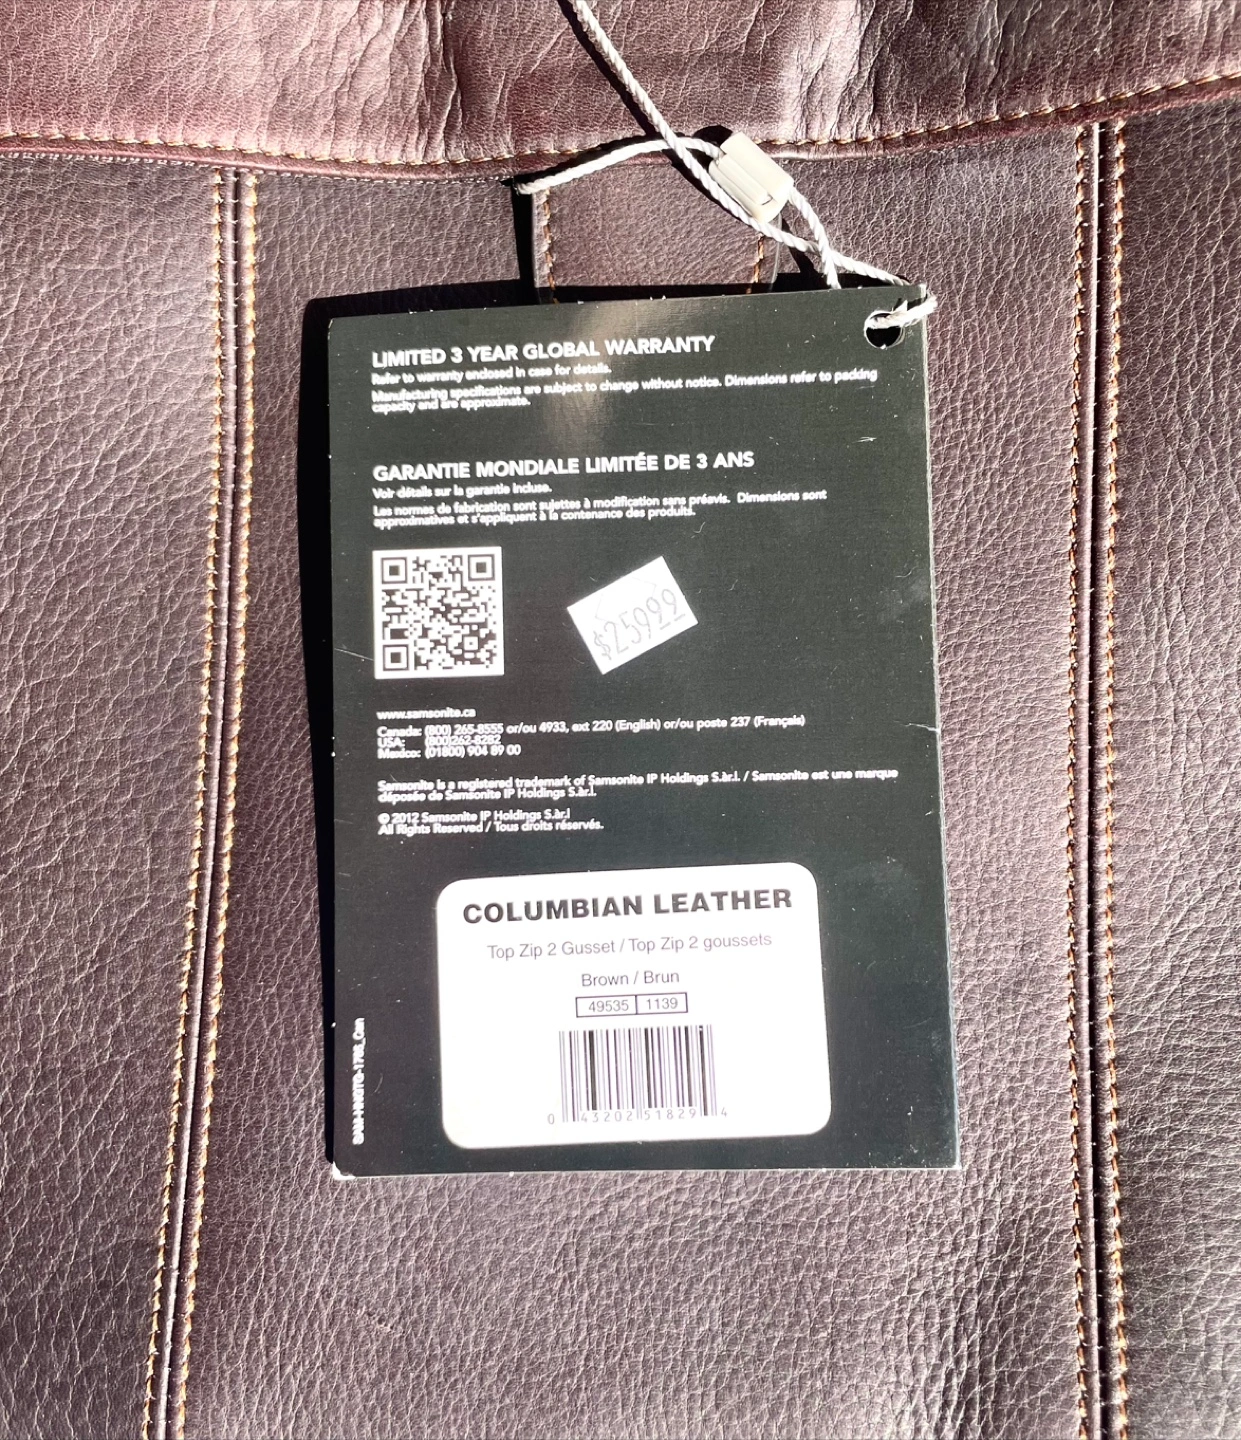 LIMITED 3 YEAR GLOBAL WARRANTY
Refer to warranty enclosed in case for details.
Manufacturing specifications are subject to change without notice. Dimensions refer to packing
capacity and are approximate.
GARANTIE MONDIALE LIMITÉE DE 3 ANS
Voir détails sur la garantie incluse.
Les normes de fabrication sont sujettes à modification sans préavis. Dimensions sont
approximatives et s'appliquent à la contenance des produits.
$259.99
www.samsonite.ca
Canada: (800) 265-8555 or/ou 4933, ext 220 (English) or/ou poste 237 (Français)
USA: (800)262-8282
Mexico: (01800) 904 89 00
Samsonite is a registered trademark of Samsonite IP Holdings S.àr.l. / Samsonite est une marque
déposée de Samsonite IP Holdings S.àr.l.
© 2012 Samsonite IP Holdings S.àr.l
All Rights Reserved / Tous droits réservés.
COLUMBIAN LEATHER
Top Zip 2 Gusset / Top Zip 2 goussets
Brown / Brun
49535 1139
0 43202 51829 4